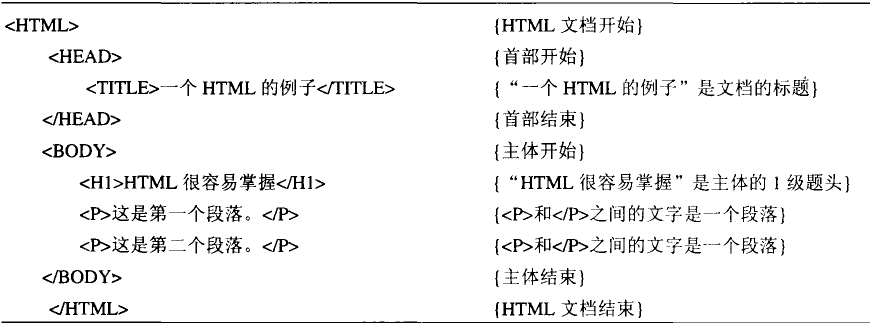 <HTML> {HTML 文档开始}
<HEAD> {首部开始}
<TITLE>一个 HTML 的例子</TITLE> {“一个 HTML 的例子”是文档的标题}
</HEAD> {首部结束}
<BODY> {主体开始}
<H1>HTML 很容易掌握</H1> {“HTML 很容易掌握”是主体的 1 级题头}
<P>这是第一个段落。</P> {<P>和</P>之间的文字是一个段落}
<P>这是第二个段落。</P> {<P>和</P>之间的文字是一个段落}
</BODY> {主体结束}
</HTML> {HTML 文档结束}